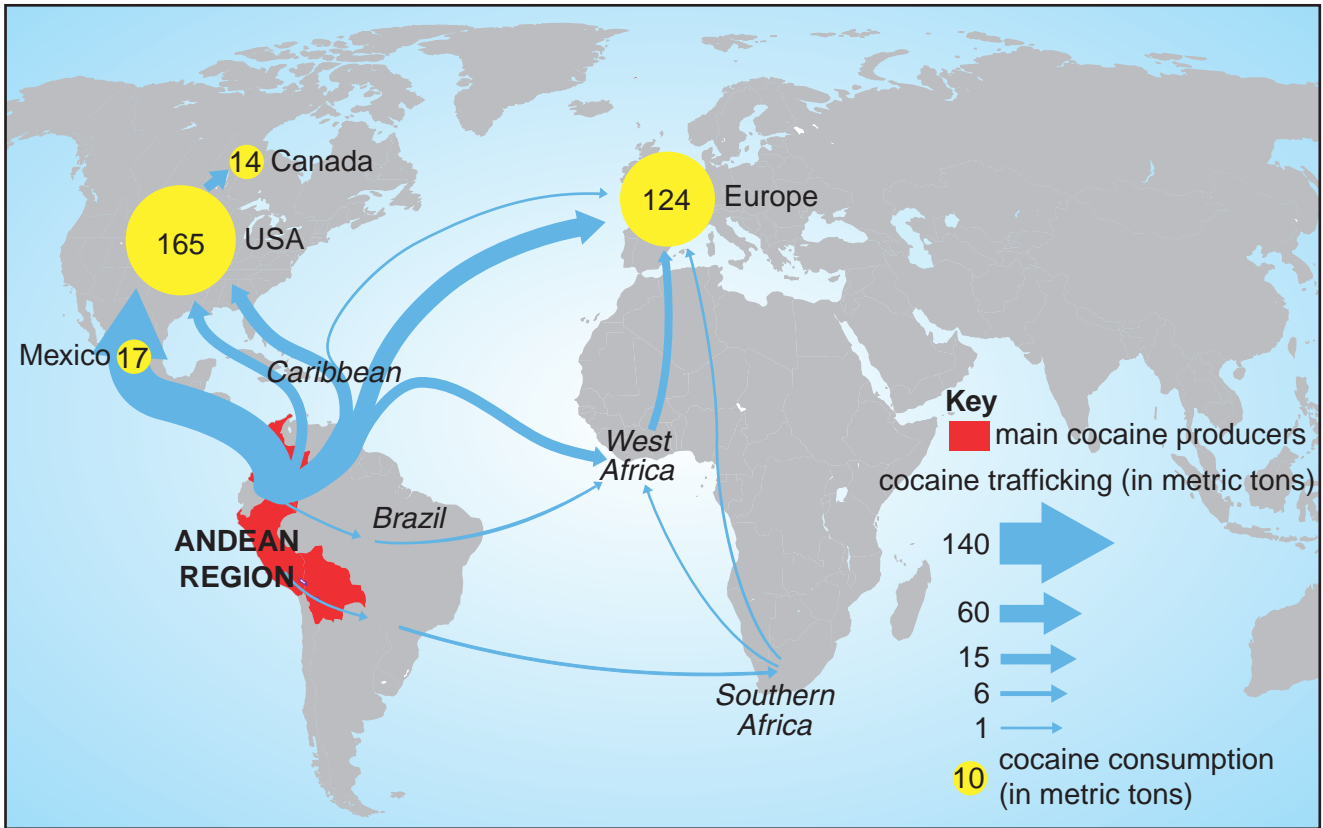 14 Canada
165 USA
124 Europe
Mexico 17
Caribbean
West
Africa
Brazil
ANDEAN
REGION
Southern
Africa
Key
main cocaine producers
cocaine trafficking (in metric tons)
140
60
15
6
1
10 cocaine consumption
(in metric tons)